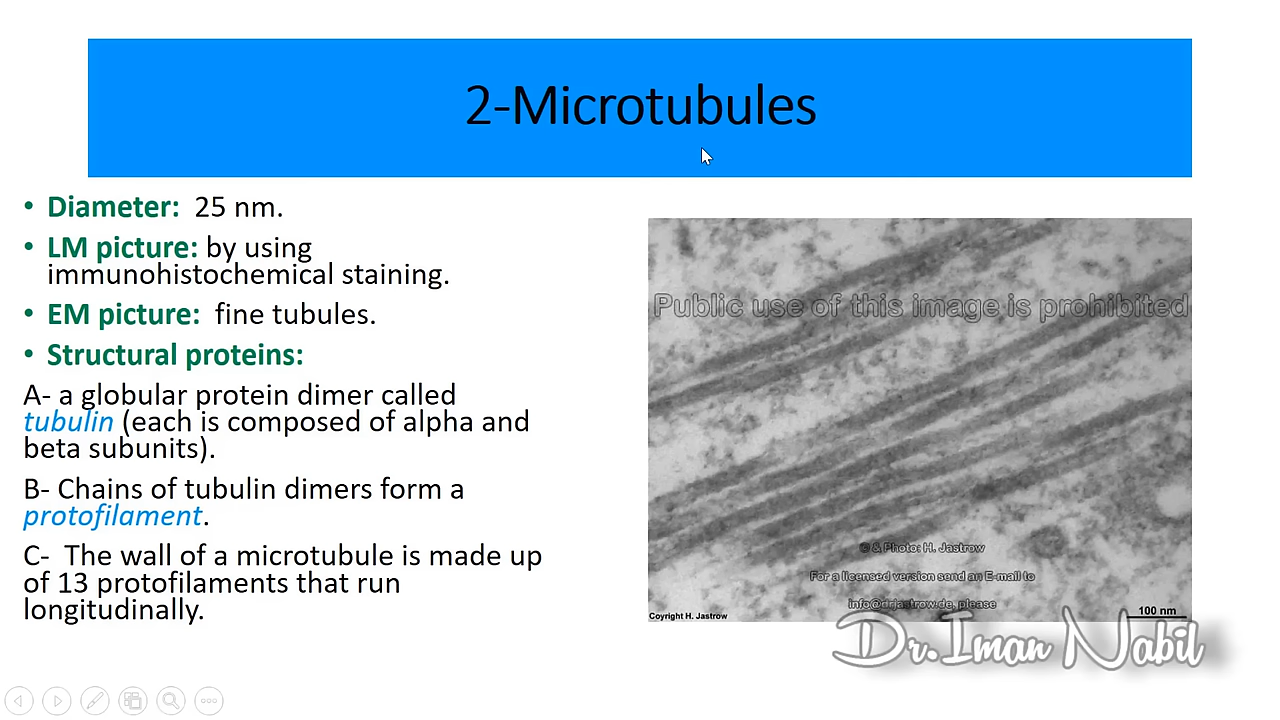 2-Microtubules
• Diameter: 25 nm.
• LM picture: by using
immunohistochemical staining.
• EM picture: fine tubules.
• Structural proteins:
A- a globular protein dimer called
tubulin (each is composed of alpha and
beta subunits).
B- Chains of tubulin dimers form a
protofilament.
C- The wall of a microtubule is made up
of 13 protofilaments that run
longitudinally.
Public use of this image is prohibited
© & Photo: H. Jastrow
For a licensed version send an E-mail to
info@drjastrow.de, please
Coyright H. Jastrow
100 nm
Dr.Iman Nabil